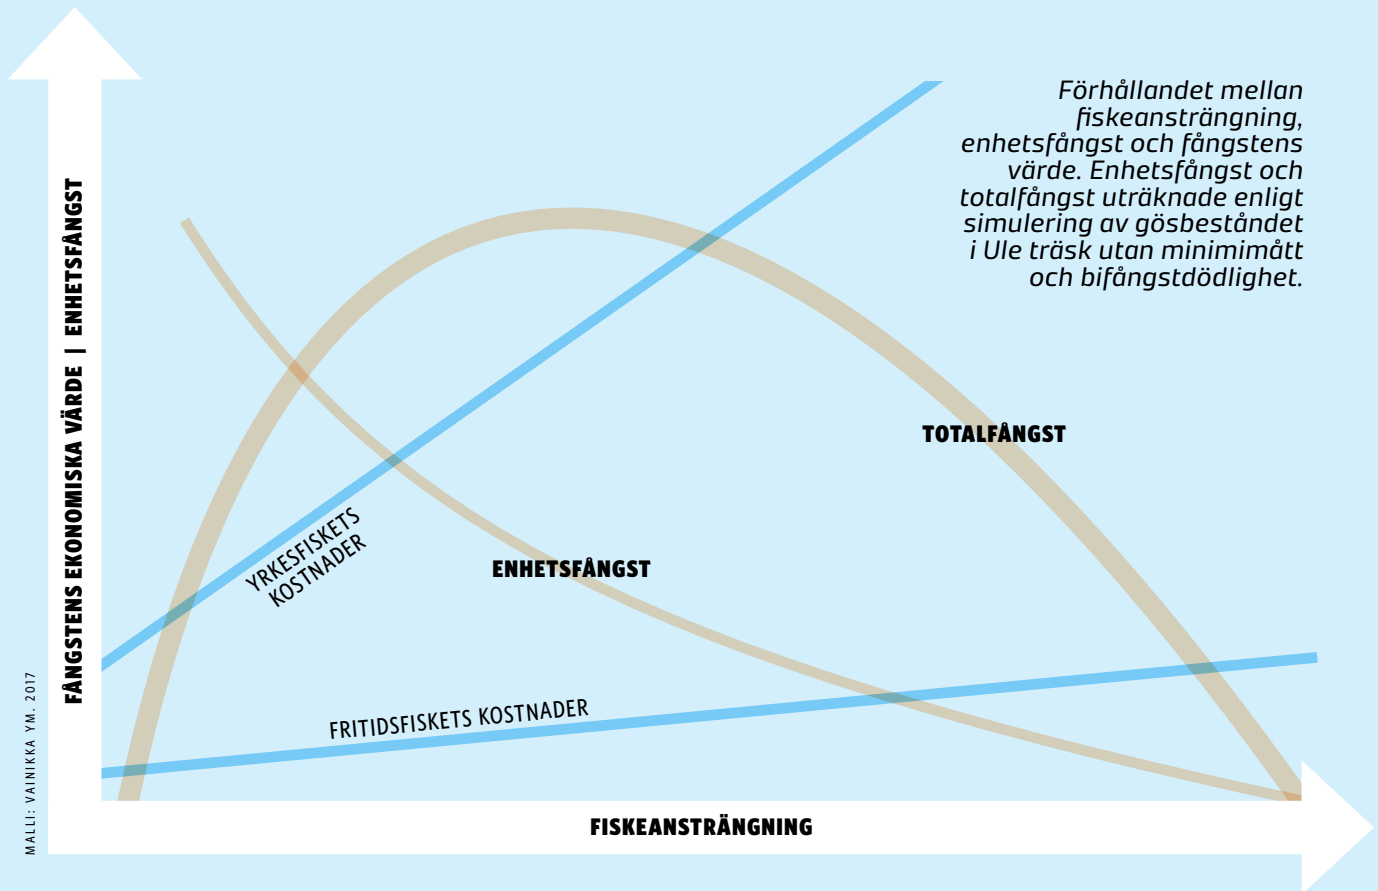 Förhållandet mellan
fiskeansträngning,
enhetsfångst och fångstens
värde. Enhetsfångst och
totalfångst uträknade enligt
simulering av gösbeståndet
i Ule träsk utan minimimått
och bifångstdödlighet.
FÅNGSTENS EKONOMISKA VÄRDE | ENHETSFÅNGST
TOTALFÅNGST
YRKESFISKETS
KOSTNADER
ENHETSFÅNGST
FRITIDSFISKETS KOSTNADER
FISKEANSTRÄNGNING
MALLI: VAINIKKA YM. 2017